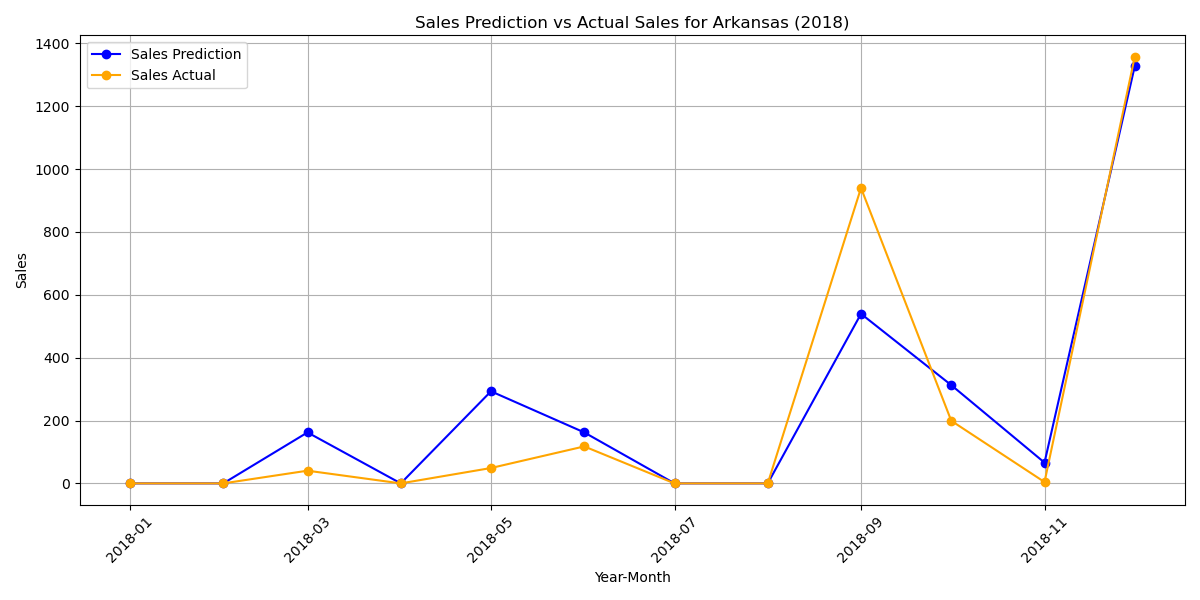 Sales Prediction vs Actual Sales for Arkansas (2018)
Sales Prediction
Sales Actual
1400
1200
1000
800
600
400
200
0
Sales
2018-01
2018-03
2018-05
2018-07
2018-09
2018-11
Year-Month